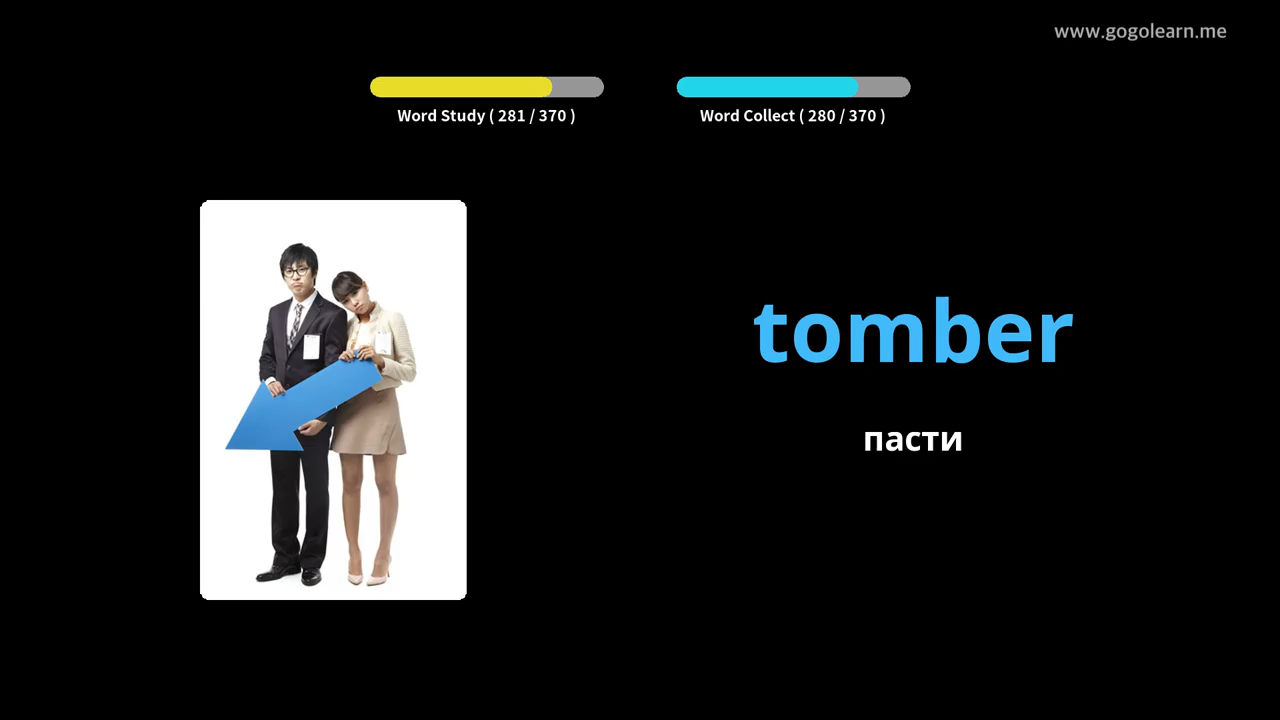 www.gogolearn.me
Word Study ( 281 / 370 )
Word Collect ( 280 / 370 )
tomber
пасти